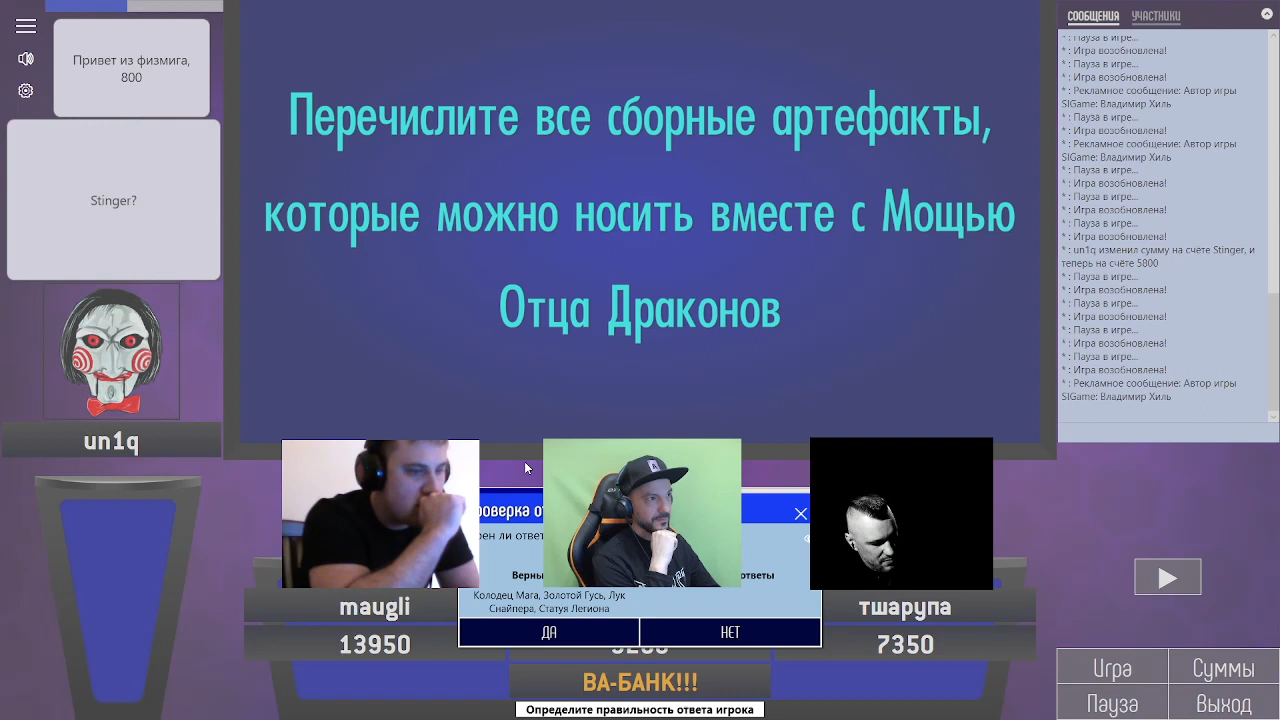 Привет из физмига,
800
Stinger?
un1q
Перечислите все сборные артефакты,
которые можно носить вместе с Мощью
Отца Драконов
СООБЩЕНИЯ УЧАСТНИКИ
* : Пауза в игре...
* : Игра возобновлена!
* : Пауза в игре...
* : Игра возобновлена!
* : Рекламное сообщение: Автор игры
SIGame: Владимир Хиль
* : Пауза в игре...
* : Игра возобновлена!
* : Рекламное сообщение: Автор игры
SIGame: Владимир Хиль
* : Пауза в игре...
* : Игра возобновлена!
* : Пауза в игре...
* : Игра возобновлена!
* : Пауза в игре...
* : Игра возобновлена!
* : un1q изменил сумму на счёте Stinger, и
теперь на счёте 5800
* : Пауза в игре...
* : Игра возобновлена!
* : Пауза в игре...
* : Игра возобновлена!
* : Пауза в игре...
* : Игра возобновлена!
* : Пауза в игре...
* : Игра возобновлена!
* : Рекламное сообщение: Автор игры
SIGame: Владимир Хиль
ответы
Колодец Мага, Золотой Гусь, Лук
Снайпера, Статуя Легиона
ДА НЕТ
maugli
13950
тшарупа
7350
ВА-БАНК!!!
Определите правильность ответа игрока
Игра Суммы
Пауза Выход